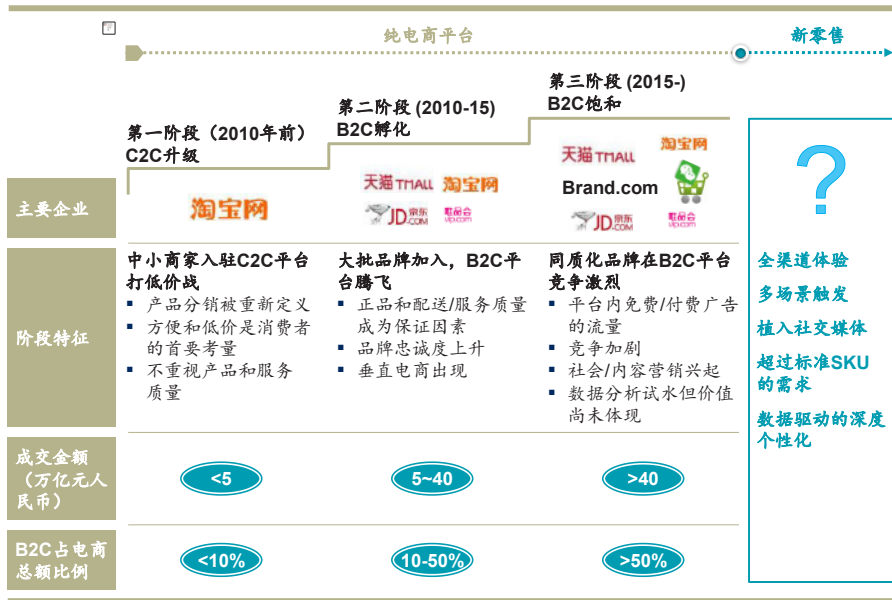 纯电商平台
新零售
第一阶段（2010年前）
C2C升级
第二阶段 (2010-15)
B2C孵化
第三阶段 (2015-)
B2C饱和
主要企业
淘宝网
天猫 TMALL 淘宝网
JD.COM 京东 唯品会 vip.com
天猫 TMALL 淘宝网
Brand.com
JD.COM 京东 唯品会 vip.com
?
阶段特征
中小商家入驻C2C平台
打低价战
▪ 产品分销被重新定义
▪ 方便和低价是消费者
的首要考量
▪ 不重视产品和服务
质量
大批品牌加入，B2C平
台腾飞
▪ 正品和配送/服务质量
成为保证因素
▪ 品牌忠诚度上升
▪ 垂直电商出现
同质化品牌在B2C平台
竞争激烈
▪ 平台内免费/付费广告
的流量
▪ 竞争加剧
▪ 社会/内容营销兴起
▪ 数据分析试水但价值
尚未体现
全渠道体验
多场景触发
植入社交媒体
超过标准SKU
的需求
数据驱动的深度
个性化
成交金额
（万亿元人
民币）
<5
5~40
>40
B2C占电商
总额比例
<10%
10-50%
>50%